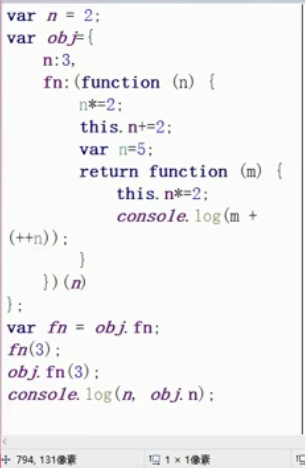 var n = 2;
var obj={
    n:3,
    fn:(function (n) {
        n*=2;
        this.n+=2;
        var n=5;
        return function (m) {
            this.n*=2;
            console.log(m +
(++n));
        }
    })(n)
};
var fn = obj.fn;
fn(3);
obj.fn(3);
console.log(n, obj.n);
794, 131像素 1 × 1像素